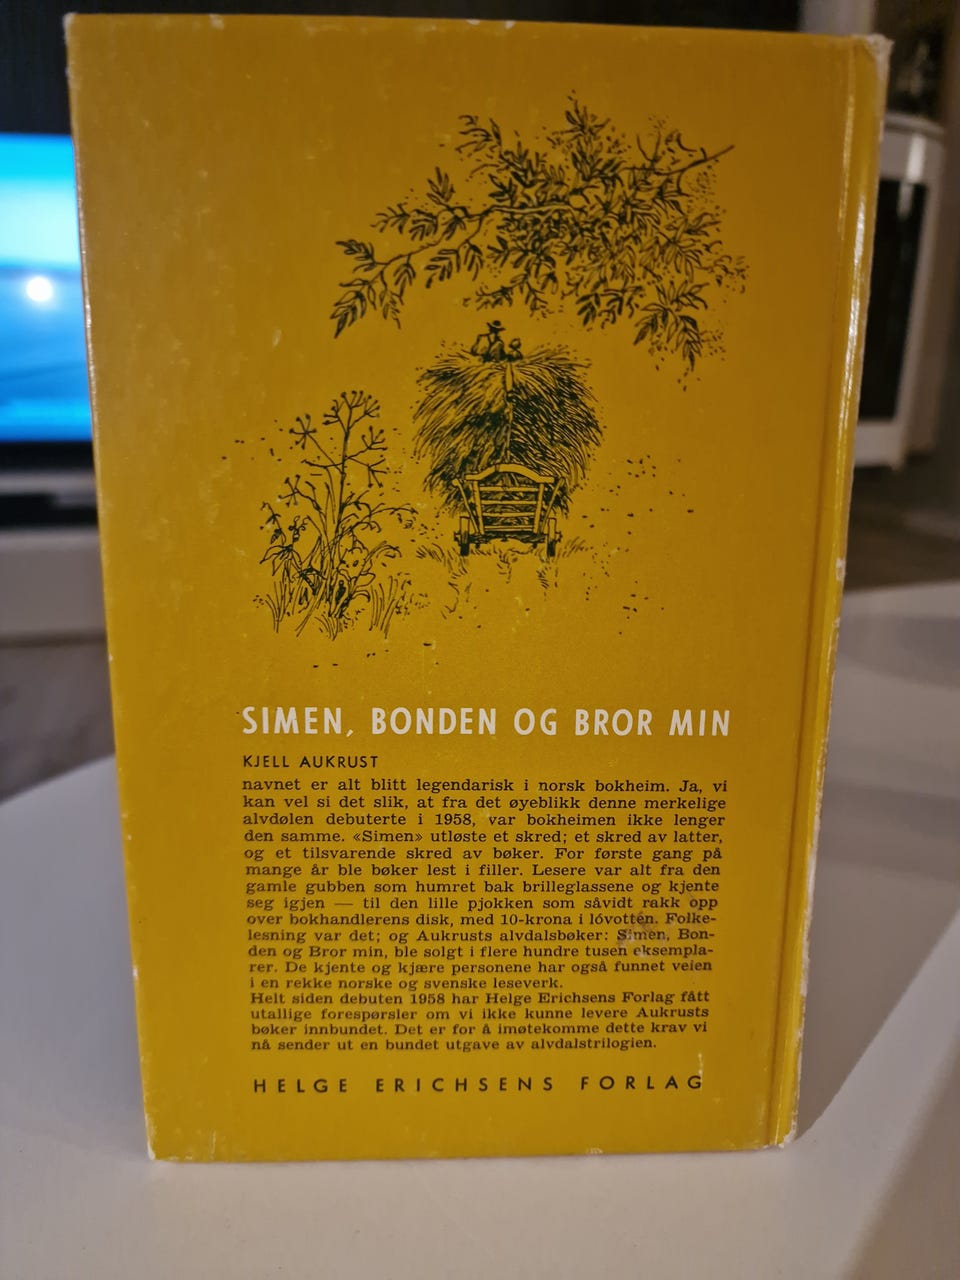 SIMEN, BONDEN OG BROR MIN
KJELL AUKRUST
navnet er alt blitt legendarisk i norsk bokheim. Ja, vi
kan vel si det slik, at fra det øyeblikk denne merkelige
alvdølen debuterte i 1958, var bokheimen ikke lenger
den samme. «Simen» utløste et skred; et skred av latter,
og et tilsvarende skred av bøker. For første gang på
mange år ble bøker lest i filler. Lesere var alt fra den
gamle gubben som humret bak brilleglassene og kjente
seg igjen — til den lille pjokken som såvidt rakk opp
over bokhandlerens disk, med 10-krona i lóvotten. Folke-
lesning var det; og Aukrusts alvdalsbøker: Simen, Bon-
den og Bror min, ble solgt i flere hundre tusen eksempla-
rer. De kjente og kjære personene har også funnet veien
i en rekke norske og svenske leseverk.
Helt siden debuten 1958 har Helge Erichsens Forlag fått
utallige forespørsler om vi ikke kunne levere Aukrusts
bøker innbundet. Det er for å imøtekomme dette krav vi
nå sender ut en bundet utgave av alvdalstrilogien.
HELGE ERICHSENS FORLAG